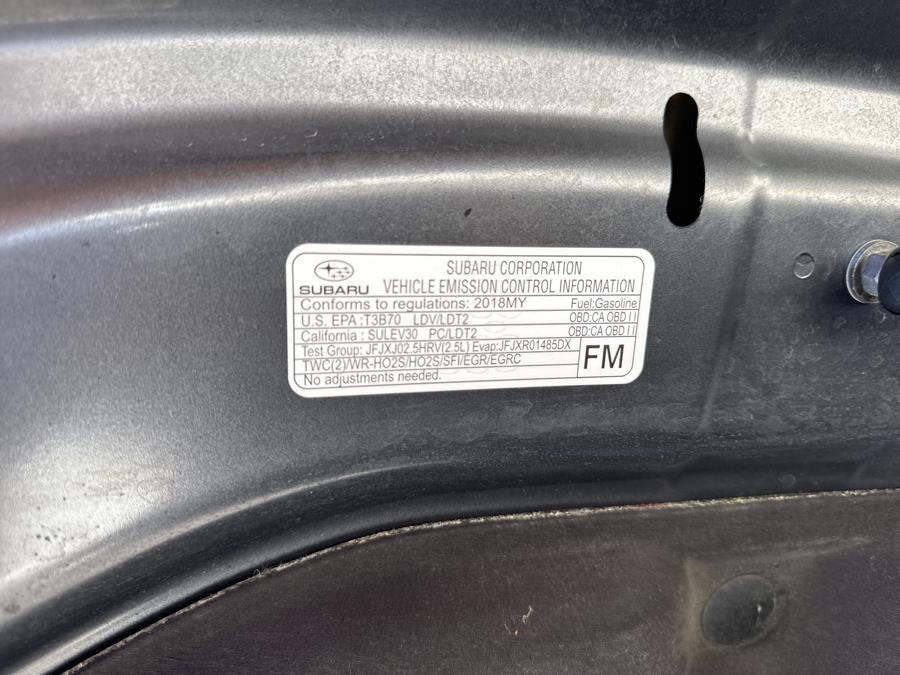 SUBARU CORPORATION
SUBARU VEHICLE EMISSION CONTROL INFORMATION
Conforms to regulations: 2018MY Fuel:Gasoline
U.S. EPA :T3B70 LDV/LDT2 OBD:CA OBD II
California : SULEV30 PC/LDT2 OBD:CA OBD II
Test Group: JFJXJ02.5HRV(2.5L) Evap:JFJXR01485DX
TWC(2)/WR-HO2S/HO2S/SFI/EGR/EGRC
No adjustments needed.
FM